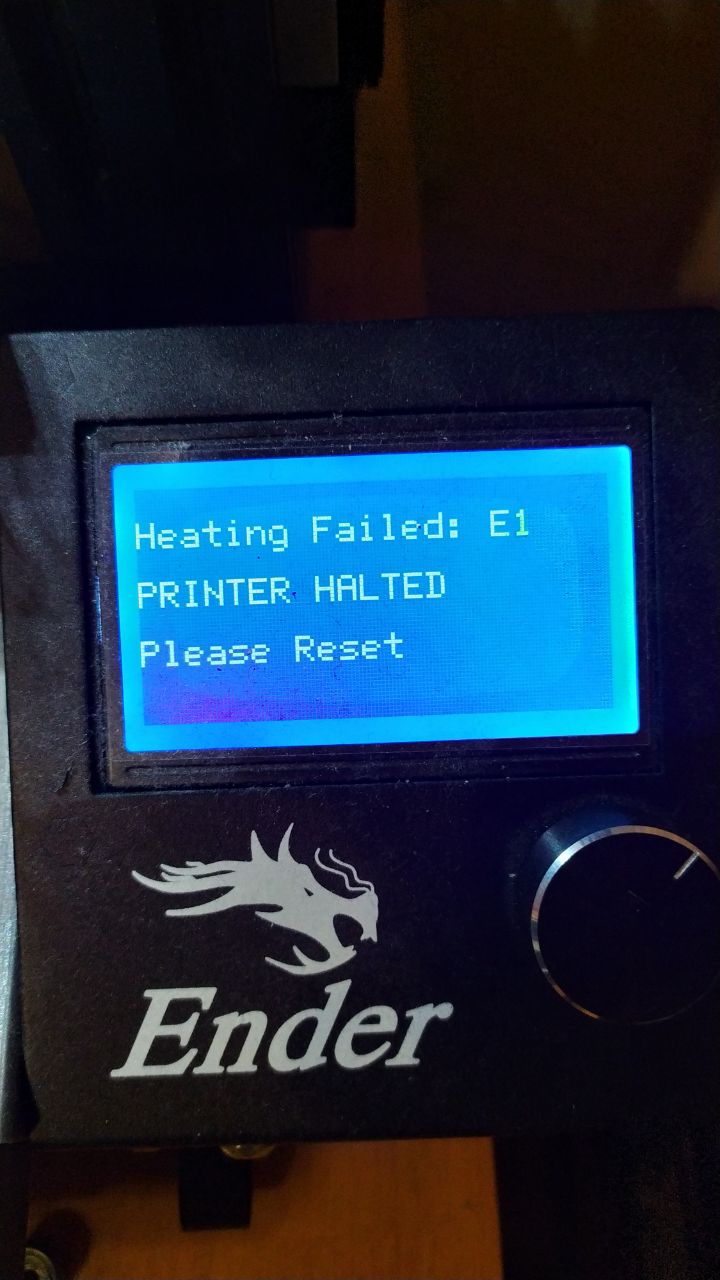 Heating Failed: E1
PRINTER HALTED
Please Reset
Ender